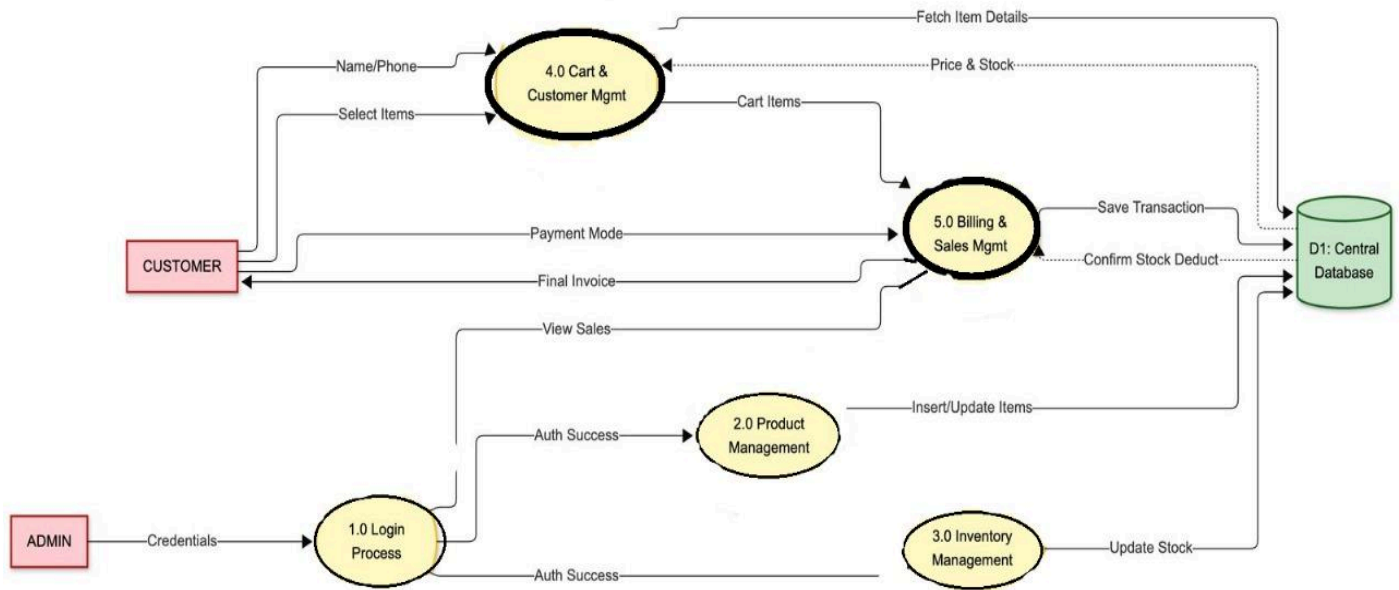 Fetch Item Details
Name/Phone
4.0 Cart &
Customer Mgmt
Price & Stock
Select Items
Cart Items
5.0 Billing &
Sales Mgmt
Save Transaction
Payment Mode
CUSTOMER
D1: Central
Database
Final Invoice
Confirm Stock Deduct
View Sales
Insert/Update Items
2.0 Product
Management
Auth Success
ADMIN
Credentials
1.0 Login
Process
3.0 Inventory
Management
Update Stock
Auth Success